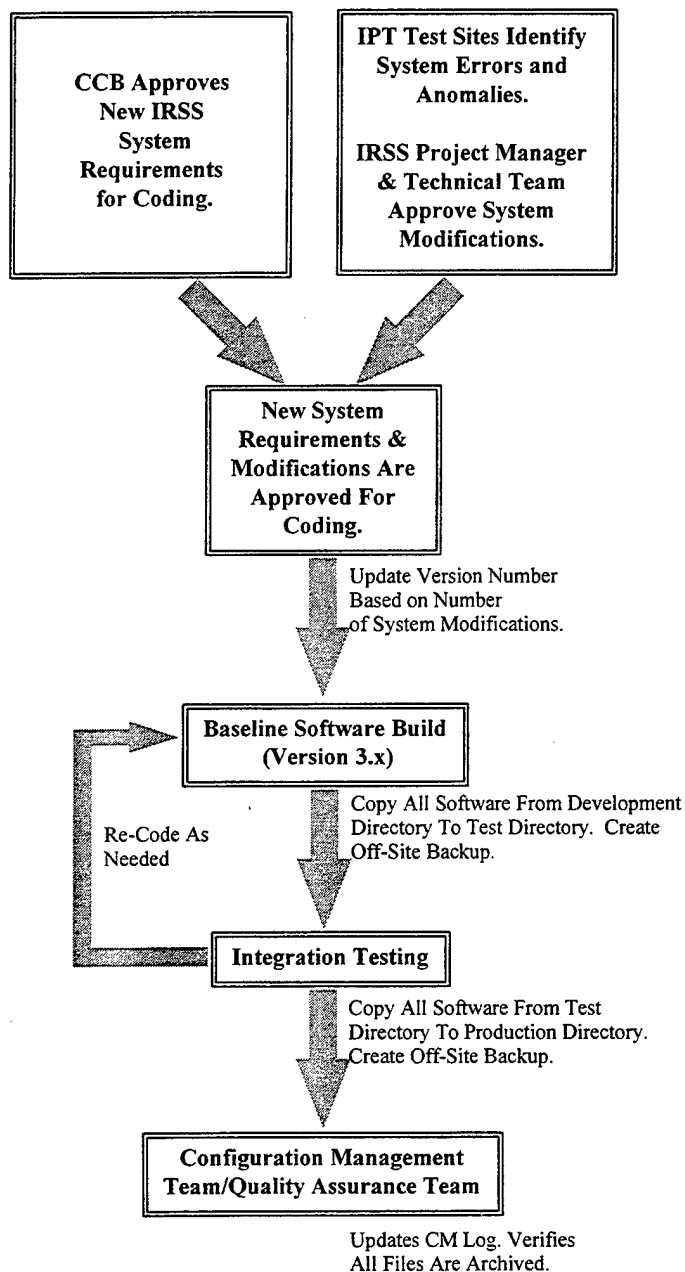 CCB Approves
New IRSS
System
Requirements
for Coding.
IPT Test Sites Identify
System Errors and
Anomalies.
IRSS Project Manager
& Technical Team
Approve System
Modifications.
New System
Requirements &
Modifications Are
Approved For
Coding.
Update Version Number
Based on Number
of System Modifications.
Baseline Software Build
(Version 3.x)
Copy All Software From Development
Directory To Test Directory.  Create
Off-Site Backup.
Re-Code As
Needed
Integration Testing
Copy All Software From Test
Directory To Production Directory.
Create Off-Site Backup.
Configuration Management
Team/Quality Assurance Team
Updates CM Log. Verifies
All Files Are Archived.